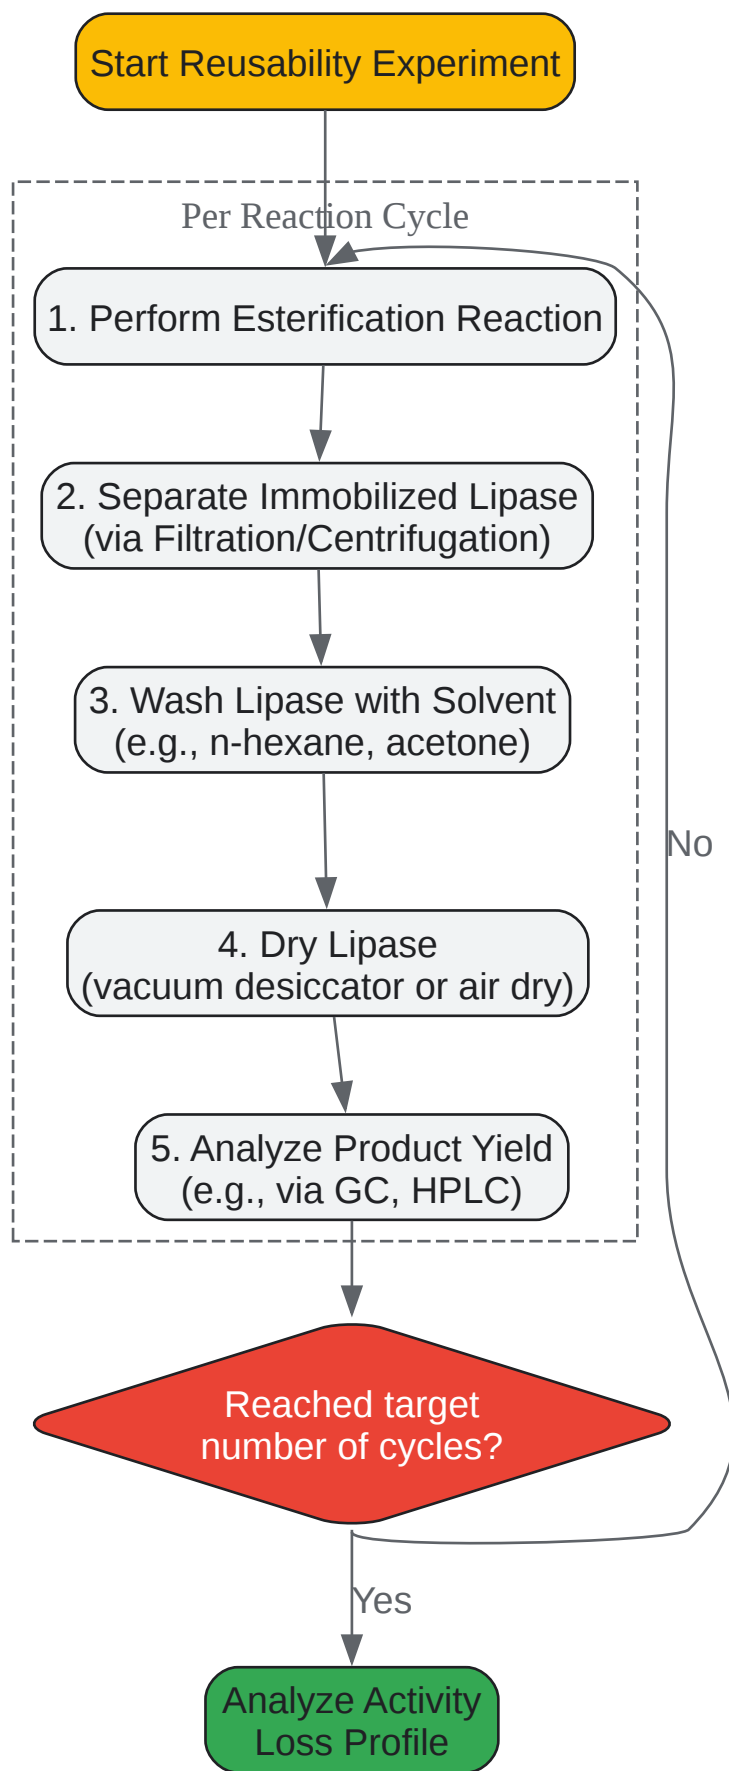 Start Reusability Experiment
Per Reaction Cycle
1. Perform Esterification Reaction
2. Separate Immobilized Lipase
(via Filtration/Centrifugation)
3. Wash Lipase with Solvent
(e.g., n-hexane, acetone)
No
4. Dry Lipase
(vacuum desiccator or air dry)
5. Analyze Product Yield
(e.g., via GC, HPLC)
Reached target
number of cycles?
Yes
Analyze Activity
Loss Profile